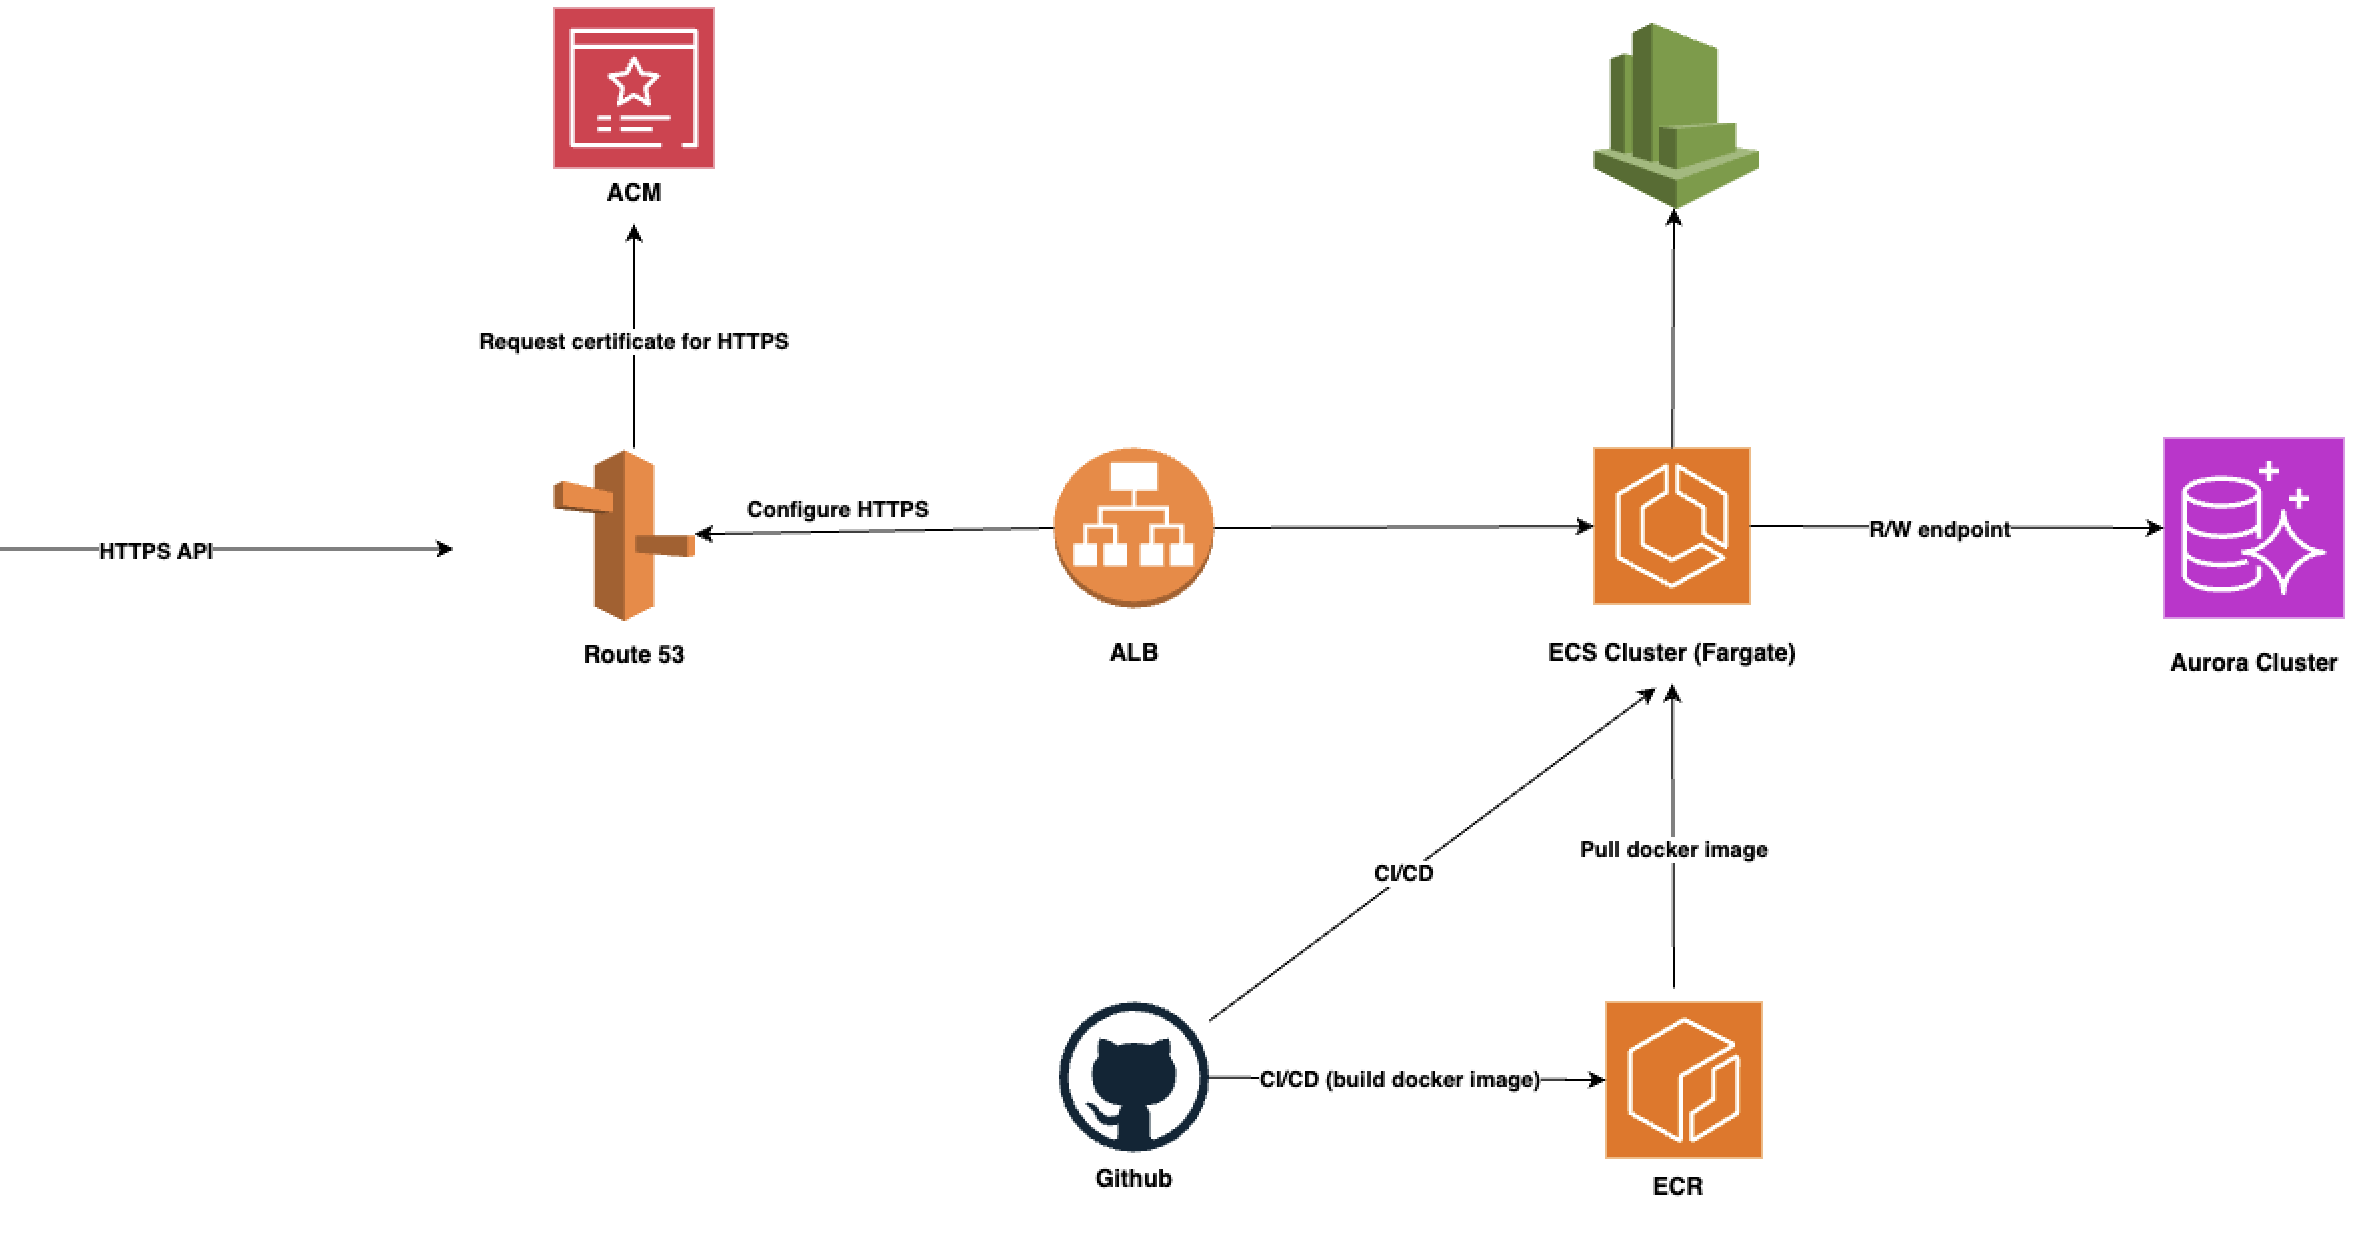 ACM
Request certificate for HTTPS
Configure HTTPS
HTTPS API
R/W endpoint
Route 53
ALB
ECS Cluster (Fargate)
Aurora Cluster
Pull docker image
CI/CD
CI/CD (build docker image)
Github
ECR